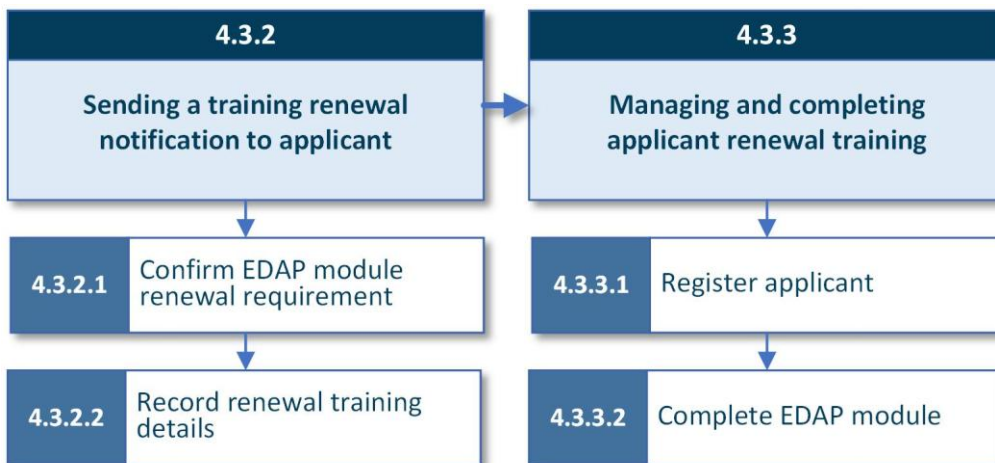 4.3.2
Sending a training renewal
notification to applicant
4.3.2.1
Confirm EDAP module
renewal requirement
4.3.2.2
Record renewal training
details
4.3.3
Managing and completing
applicant renewal training
4.3.3.1
Register applicant
4.3.3.2
Complete EDAP module